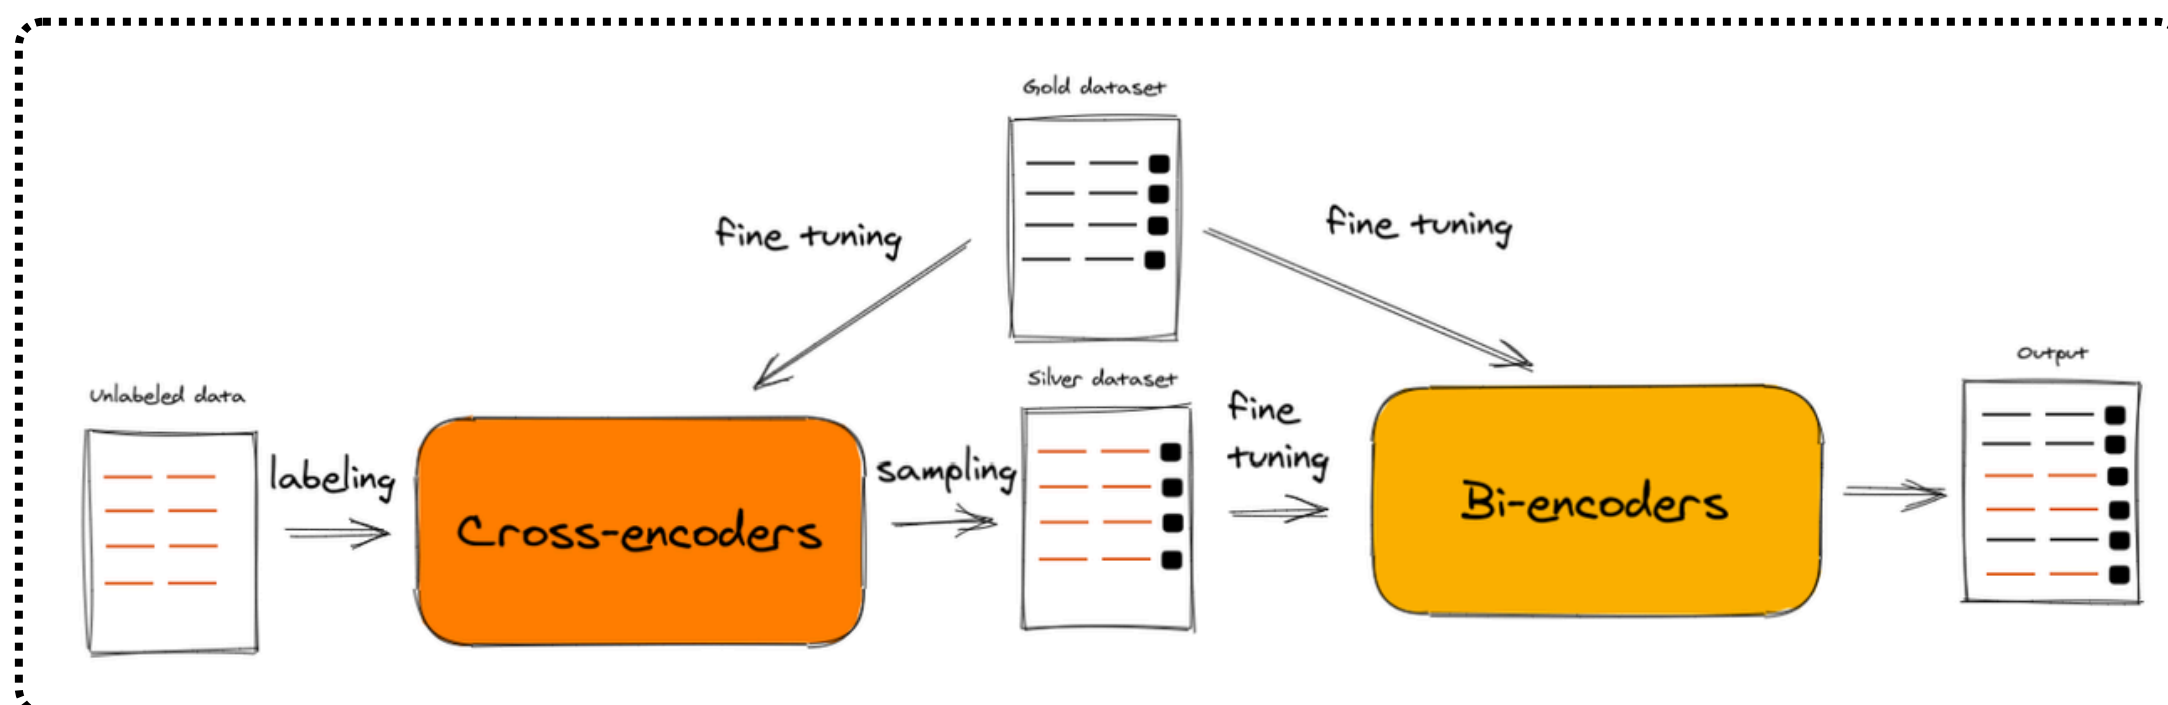 Gold dataset
fine tuning
fine tuning
Unlabeled data
labeling
Cross-encoders
sampling
Silver dataset
fine
tuning
Bi-encoders
Output